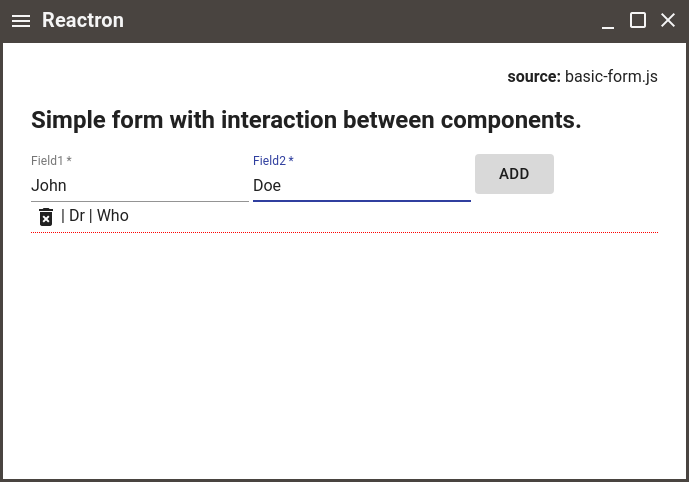 Reactron
source: basic-form.js
Simple form with interaction between components.
Field1 * Field2 *
John Doe ADD
| Dr | Who